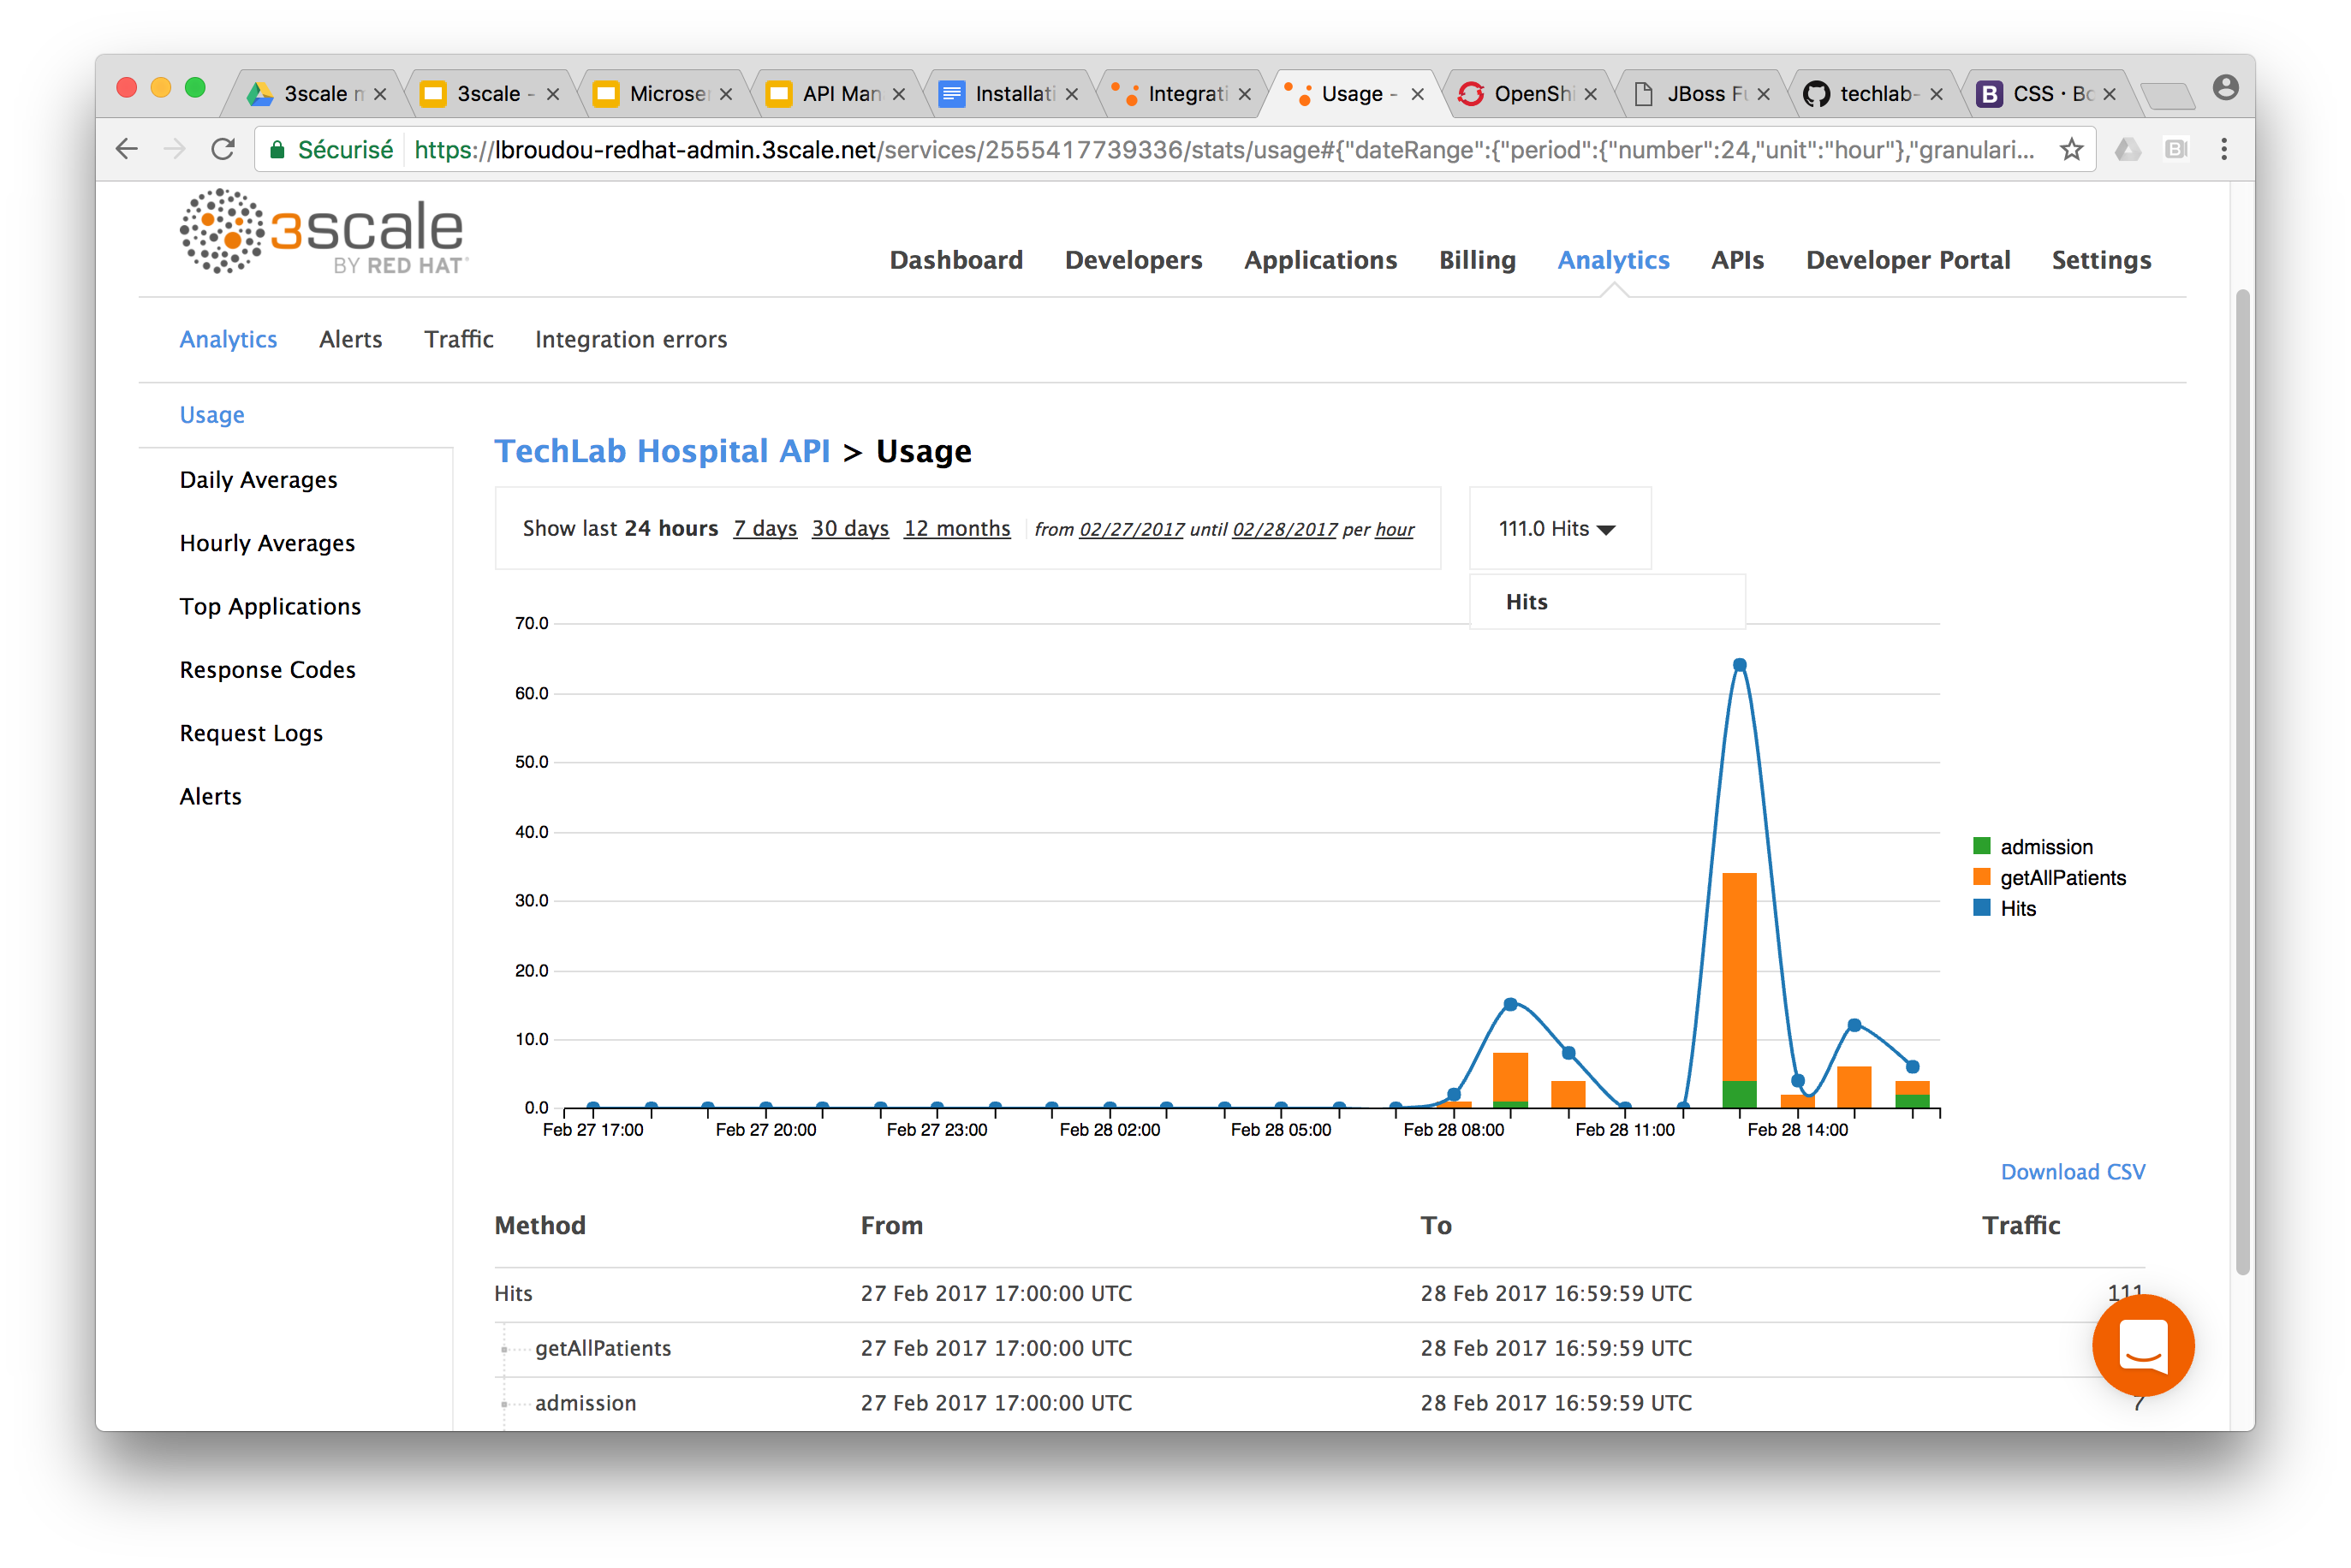 3scale m
3scale -
Microser
API Man
Installati
Integrati
Usage -
OpenShi
JBoss Fu
techlab-
B CSS · Bo
Sécurisé https://lbroudou-redhat-admin.3scale.net/services/2555417739336/stats/usage#{"dateRange":{"period":{"number":24,"unit":"hour"},"granulari...
3scale
BY RED HAT
Dashboard Developers Applications Billing Analytics APIs Developer Portal Settings
Analytics Alerts Traffic Integration errors
Usage
Daily Averages
Hourly Averages
Top Applications
Response Codes
Request Logs
Alerts
TechLab Hospital API > Usage
Show last 24 hours 7 days 30 days 12 months from 02/27/2017 until 02/28/2017 per hour
111.0 Hits
Hits
70.0
60.0
50.0
40.0
30.0
20.0
10.0
0.0
Feb 27 17:00 Feb 27 20:00 Feb 27 23:00 Feb 28 02:00 Feb 28 05:00 Feb 28 08:00 Feb 28 11:00 Feb 28 14:00
admission
getAllPatients
Hits
Download CSV
Method From To Traffic
Hits 27 Feb 2017 17:00:00 UTC 28 Feb 2017 16:59:59 UTC 111
getAllPatients 27 Feb 2017 17:00:00 UTC 28 Feb 2017 16:59:59 UTC
admission 27 Feb 2017 17:00:00 UTC 28 Feb 2017 16:59:59 UTC 7